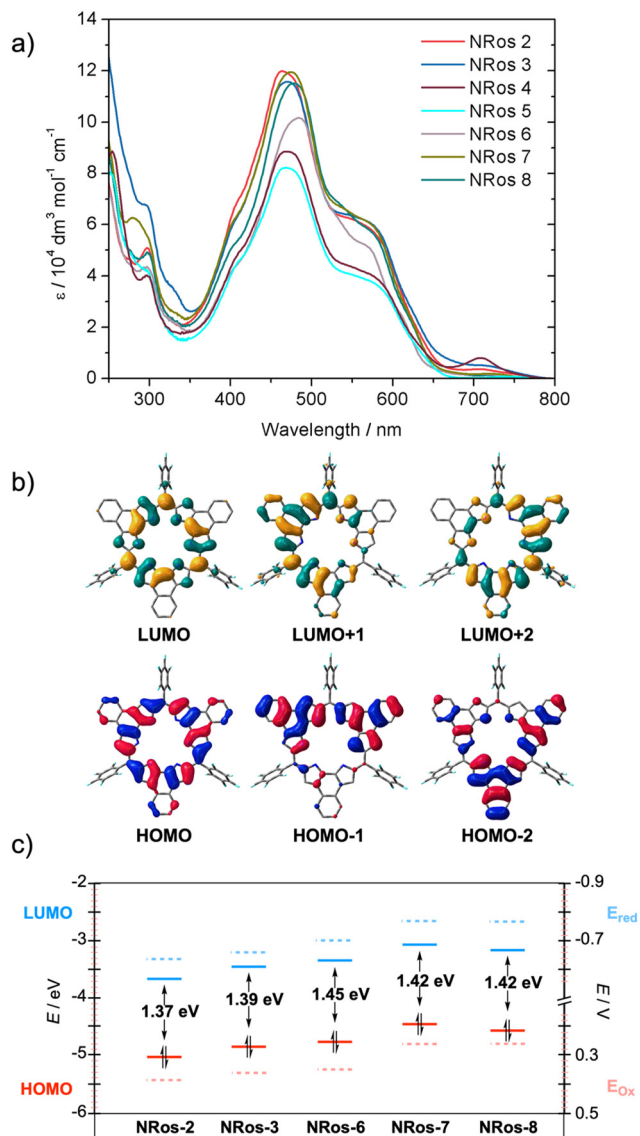 a)
NRos 2
NRos 3
NRos 4
NRos 5
NRos 6
NRos 7
NRos 8
14
12
10
8
6
4
2
0
ε / 10⁴ dm³ mol⁻¹ cm⁻¹
300 400 500 600 700 800
Wavelength / nm
b)
LUMO LUMO+1 LUMO+2
HOMO HOMO-1 HOMO-2
c)
-2 -0.9
LUMO E_red
-3 -0.7
E / eV E / V
-4
1.37 eV 1.39 eV 1.45 eV 1.42 eV 1.42 eV
-5 0.3
HOMO E_Ox
-6 0.5
NRos-2 NRos-3 NRos-6 NRos-7 NRos-8